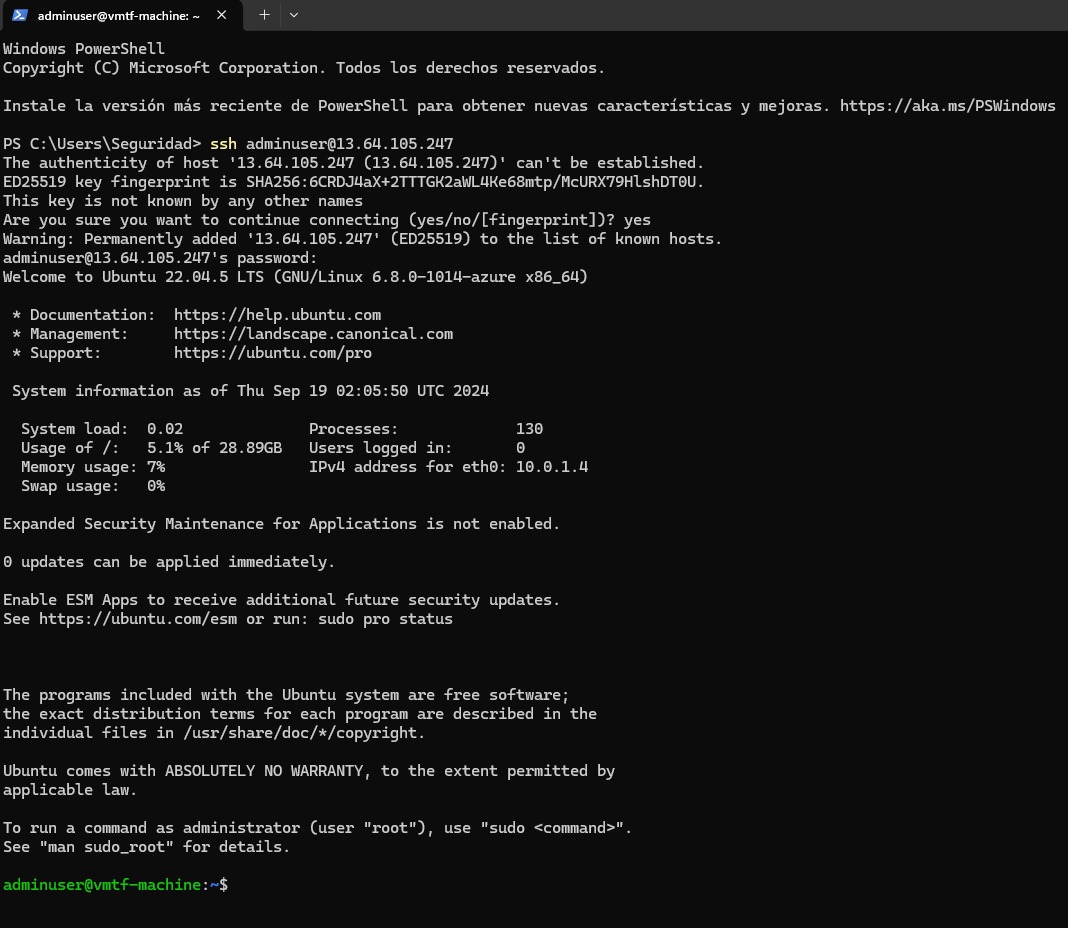 adminuser@vmtf-machine: ~
Windows PowerShell
Copyright (C) Microsoft Corporation. Todos los derechos reservados.
Instale la versión más reciente de PowerShell para obtener nuevas características y mejoras. https://aka.ms/PSWindows
PS C:\Users\Seguridad> ssh adminuser@13.64.105.247
The authenticity of host '13.64.105.247 (13.64.105.247)' can't be established.
ED25519 key fingerprint is SHA256:6CRDJ4aX+2TTTGK2aWL4Ke68mtp/McURX79HlshDT0U.
This key is not known by any other names
Are you sure you want to continue connecting (yes/no/[fingerprint])? yes
Warning: Permanently added '13.64.105.247' (ED25519) to the list of known hosts.
adminuser@13.64.105.247's password:
Welcome to Ubuntu 22.04.5 LTS (GNU/Linux 6.8.0-1014-azure x86_64)
* Documentation:  https://help.ubuntu.com
* Management:     https://landscape.canonical.com
* Support:        https://ubuntu.com/pro
System information as of Thu Sep 19 02:05:50 UTC 2024
System load:  0.02              Processes:             130
Usage of /:   5.1% of 28.89GB   Users logged in:       0
Memory usage: 7%                IPv4 address for eth0: 10.0.1.4
Swap usage:   0%
Expanded Security Maintenance for Applications is not enabled.
0 updates can be applied immediately.
Enable ESM Apps to receive additional future security updates.
See https://ubuntu.com/esm or run: sudo pro status
The programs included with the Ubuntu system are free software;
the exact distribution terms for each program are described in the
individual files in /usr/share/doc/*/copyright.
Ubuntu comes with ABSOLUTELY NO WARRANTY, to the extent permitted by
applicable law.
To run a command as administrator (user "root"), use "sudo <command>".
See "man sudo_root" for details.
adminuser@vmtf-machine:~$